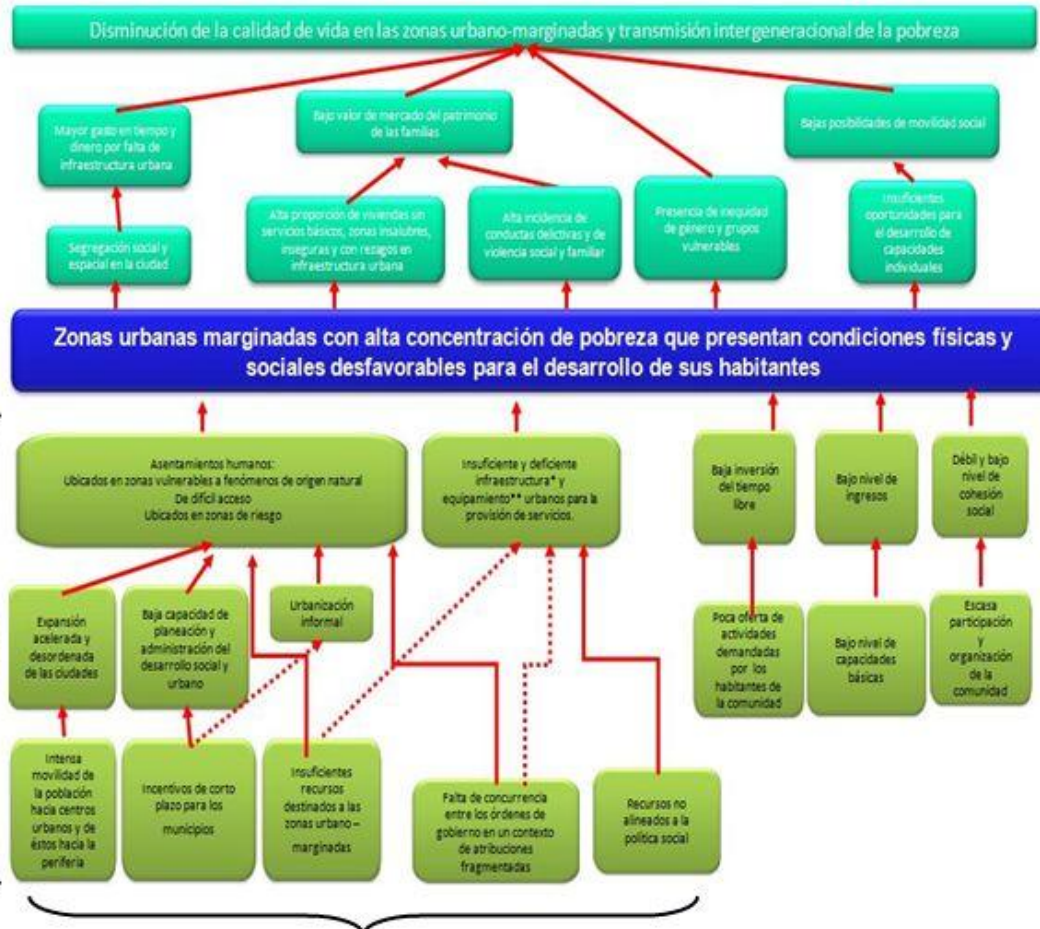 Disminución de la calidad de vida en las zonas urbano-marginadas y transmisión intergeneracional de la pobreza
Mayor gasto en tiempo y
dinero por falta de
infraestructura urbana
Bajo valor de mercado del patrimonio
de las familias
Bajas posibilidades de movilidad social
Segregación social y
espacial en la ciudad
Alta proporción de viviendas sin
servicios básicos, zonas insalubres,
inseguras y con rezagos en
infraestructura urbana
Alta incidencia de
conductas delictivas y de
violencia social y familiar
Presencia de inequidad
de género y grupos
vulnerables
Insuficientes
oportunidades para
el desarrollo de
capacidades
individuales
Zonas urbanas marginadas con alta concentración de pobreza que presentan condiciones físicas y
sociales desfavorables para el desarrollo de sus habitantes
Asentamientos humanos:
Ubicados en zonas vulnerables a fenómenos de origen natural
De difícil acceso
Ubicados en zonas de riesgo
Insuficiente y deficiente
infraestructura* y
equipamiento** urbanos para la
provisión de servicios.
Baja inversión
del tiempo
libre
Bajo nivel de
ingresos
Débil y bajo
nivel de
cohesión
social
Expansión
acelerada y
desordenada
de las ciudades
Baja capacidad de
planeación y
administración del
desarrollo social y
urbano
Urbanización
informal
Poca oferta de
actividades
demandadas
por los
habitantes de
la comunidad
Bajo nivel de
capacidades
básicas
Escasa
participación
y
organización
de la
comunidad
Intensa
movilidad de
la población
hacia centros
urbanos y de
éstos hacia la
periferia
Incentivos de corto
plazo para los
municipios
Insuficientes
recursos
destinados a las
zonas urbano –
marginadas
Falta de concurrencia
entre los órdenes de
gobierno en un contexto
de atribuciones
fragmentadas
Recursos no
alineados a la
política social